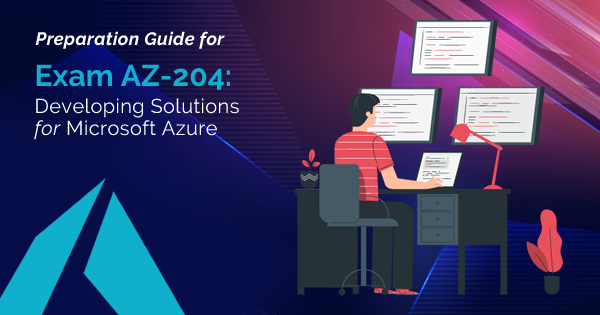 Preparation Guide for
Exam AZ-204:
Developing Solutions
for Microsoft Azure